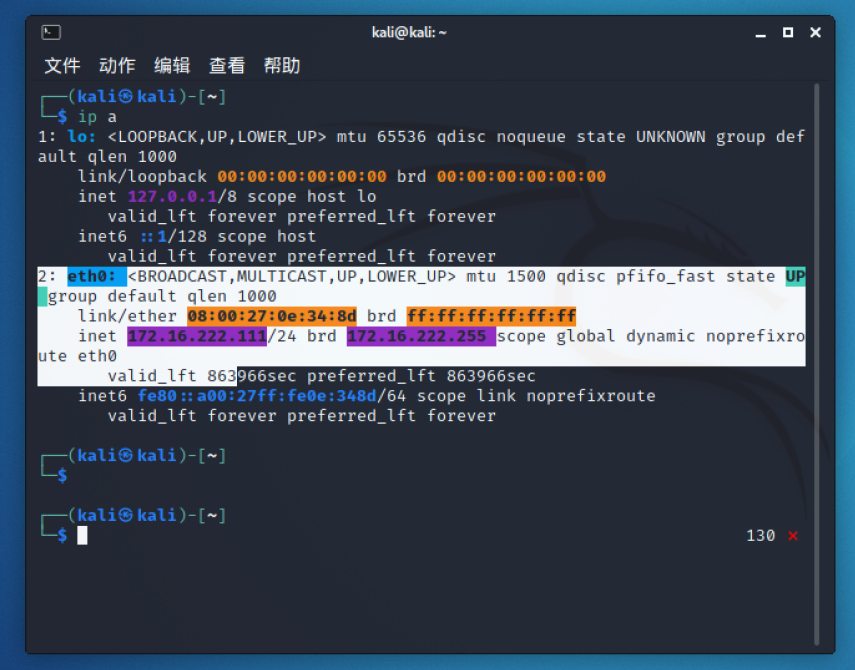 kali@kali: ~
文件 动作 编辑 查看 帮助
┌──(kali㉿kali)-[~]
└─$ ip a
1: lo: <LOOPBACK,UP,LOWER_UP> mtu 65536 qdisc noqueue state UNKNOWN group def
ault qlen 1000
    link/loopback 00:00:00:00:00:00 brd 00:00:00:00:00:00
    inet 127.0.0.1/8 scope host lo
       valid_lft forever preferred_lft forever
    inet6 ::1/128 scope host
       valid_lft forever preferred_lft forever
2: eth0: <BROADCAST,MULTICAST,UP,LOWER_UP> mtu 1500 qdisc pfifo_fast state UP
 group default qlen 1000
    link/ether 08:00:27:0e:34:8d brd ff:ff:ff:ff:ff:ff
    inet 172.16.222.111/24 brd 172.16.222.255 scope global dynamic noprefixro
ute eth0
       valid_lft 863966sec preferred_lft 863966sec
    inet6 fe80::a00:27ff:fe0e:348d/64 scope link noprefixroute
       valid_lft forever preferred_lft forever
┌──(kali㉿kali)-[~]
└─$
┌──(kali㉿kali)-[~]
└─$ 130 ⨯